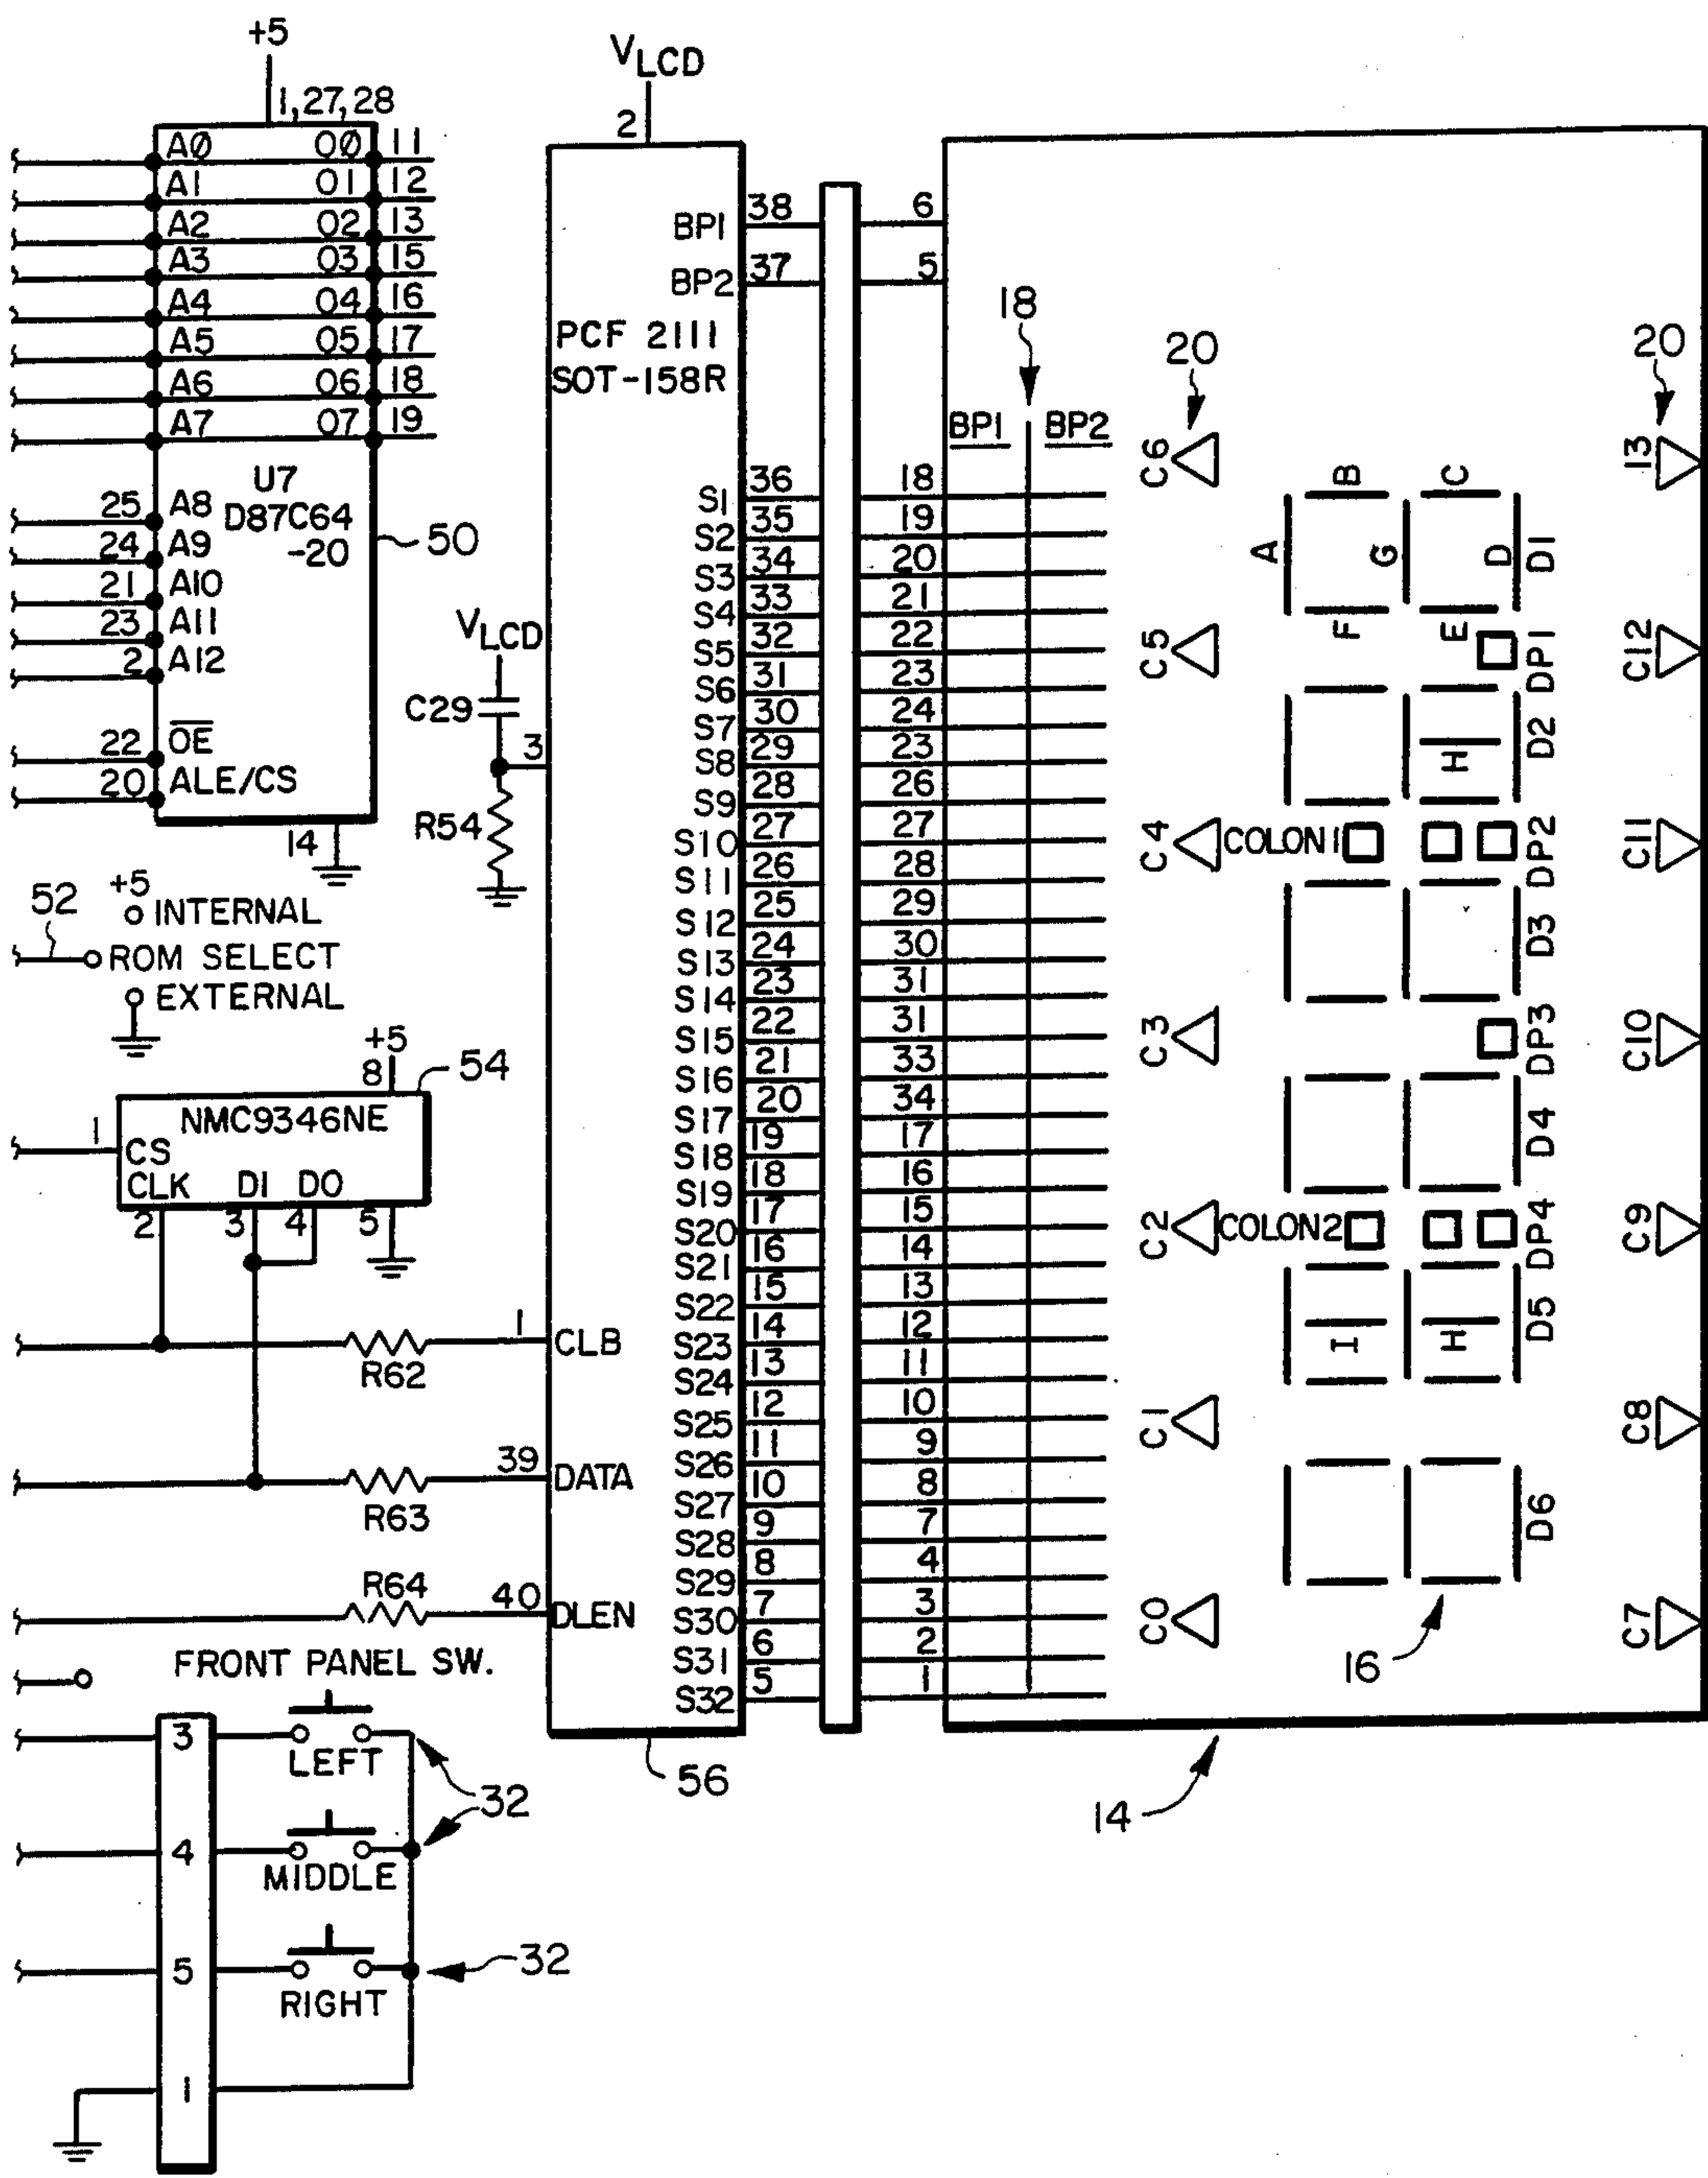 +5
1,27,28
A0 O0 11
A1 O1 12
A2 O2 13
A3 O3 15
A4 O4 16
A5 O5 17
A6 O6 18
A7 O7 19
U7
D87C64
-20
50
25 A8
24 A9
21 A10
23 A11
2 A12
22 OE
20 ALE/CS
14
52
+5
INTERNAL
ROM SELECT
EXTERNAL
+5
8
54
NMC9346NE
1
CS
CLK DI DO
2 3 4 5
R62
R63
R64
FRONT PANEL SW.
3
LEFT
32
4
MIDDLE
5
32
RIGHT
1
VLCD
2
PCF 2111
SOT-158R
VLCD
C29
3
R54
1 CLB
39 DATA
40 DLEN
56
BP1 38 6
BP2 37 5
S1 36 18
S2 35 19
S3 34 20
S4 33 21
S5 32 22
S6 31 23
S7 30 24
S8 29 23
S9 28 26
S10 27 27
S11 26 28
S12 25 29
S13 24 30
S14 23 31
S15 22 31
S16 21 33
S17 20 34
S18 19 17
S19 18 16
S20 17 15
S21 16 14
S22 15 13
S23 14 12
S24 13 11
S25 12 10
S26 11 9
S27 10 8
S28 9 7
S29 8 4
S30 7 3
S31 6 2
S32 5 1
18
BP1 BP2
20
20
C6
C5
C4
C3
C2
C1
C0
A
B
G
C
D
F
E
D1
DP1
H
D2
COLON1
DP2
D3
DP3
D4
COLON2
DP4
I
H
D5
D6
16
13
C12
C11
C10
C9
C8
C7
14